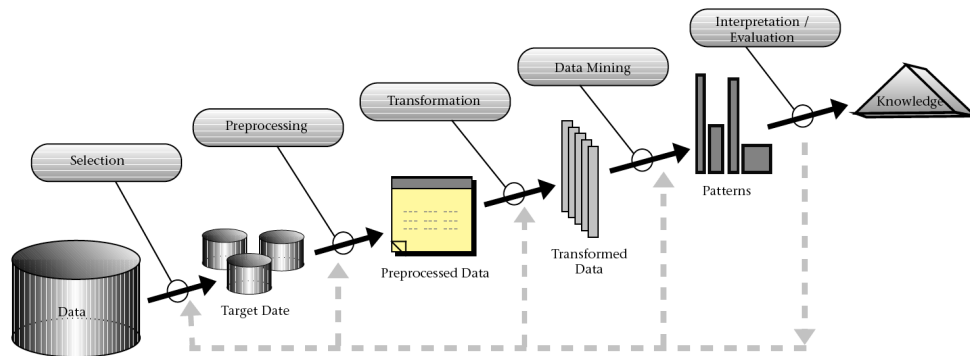 Interpretation /
Evaluation
Data Mining
Transformation
Preprocessing
Selection
Knowledge
Patterns
Transformed
Data
Preprocessed Data
Target Date
Data